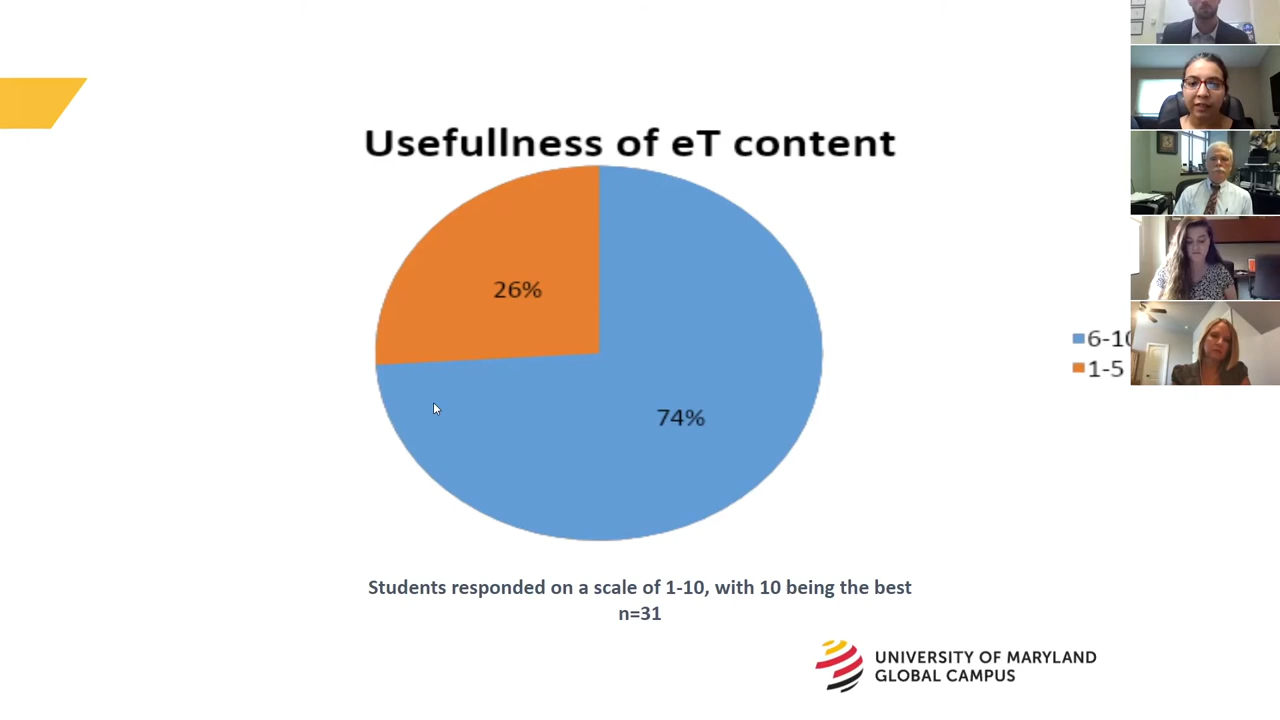 Usefullness of eT content
26%
74%
6-10
1-5
Students responded on a scale of 1-10, with 10 being the best
n=31
UNIVERSITY OF MARYLAND
GLOBAL CAMPUS